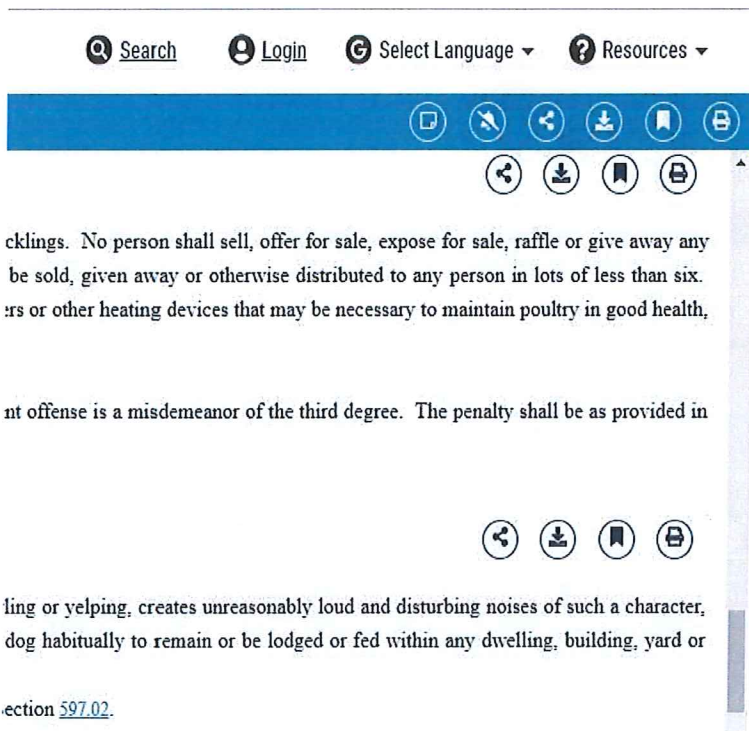 Search Login Select Language Resources
cklings. No person shall sell, offer for sale, expose for sale, raffle or give away any
be sold, given away or otherwise distributed to any person in lots of less than six.
rs or other heating devices that may be necessary to maintain poultry in good health,
nt offense is a misdemeanor of the third degree. The penalty shall be as provided in
ling or yelping, creates unreasonably loud and disturbing noises of such a character,
dog habitually to remain or be lodged or fed within any dwelling, building, yard or
ection 597.02.